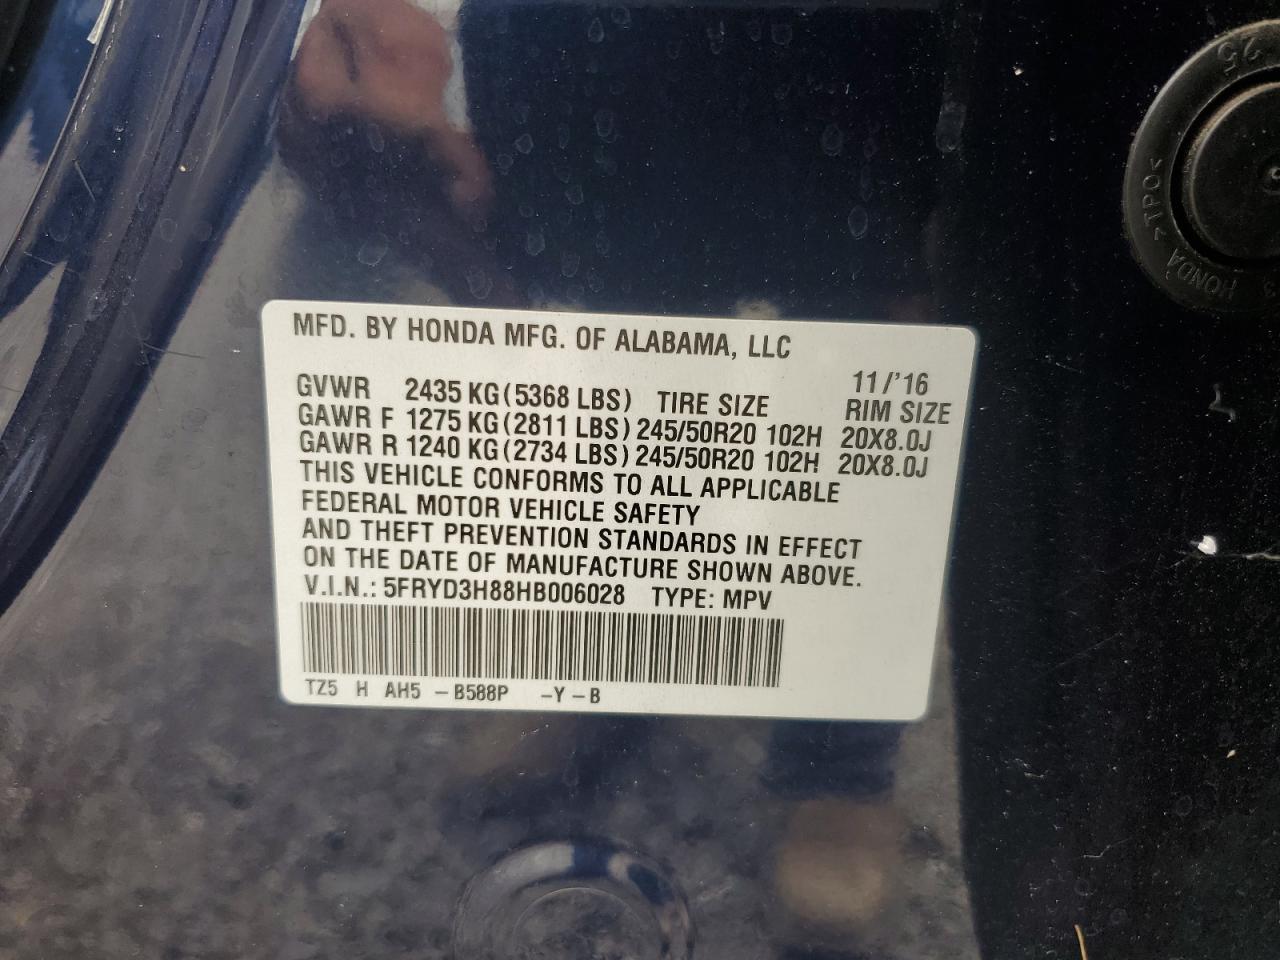 MFD. BY HONDA MFG. OF ALABAMA, LLC
11/'16
GVWR 2435 KG (5368 LBS) TIRE SIZE RIM SIZE
GAWR F 1275 KG (2811 LBS) 245/50R20 102H 20X8.0J
GAWR R 1240 KG (2734 LBS) 245/50R20 102H 20X8.0J
THIS VEHICLE CONFORMS TO ALL APPLICABLE
FEDERAL MOTOR VEHICLE SAFETY
AND THEFT PREVENTION STANDARDS IN EFFECT
ON THE DATE OF MANUFACTURE SHOWN ABOVE.
V.I.N.: 5FRYD3H88HB006028 TYPE: MPV
TZ5 H AH5 -B588P -Y -B
HONDA >TPO< 25